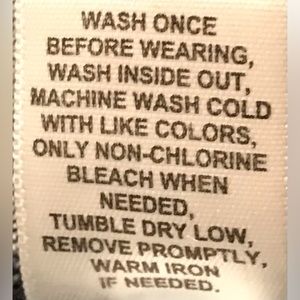 WASH ONCE
BEFORE WEARING,
WASH INSIDE OUT,
MACHINE WASH COLD
WITH LIKE COLORS,
ONLY NON-CHLORINE
BLEACH WHEN
NEEDED,
TUMBLE DRY LOW,
REMOVE PROMPTLY,
WARM IRON
IF NEEDED.